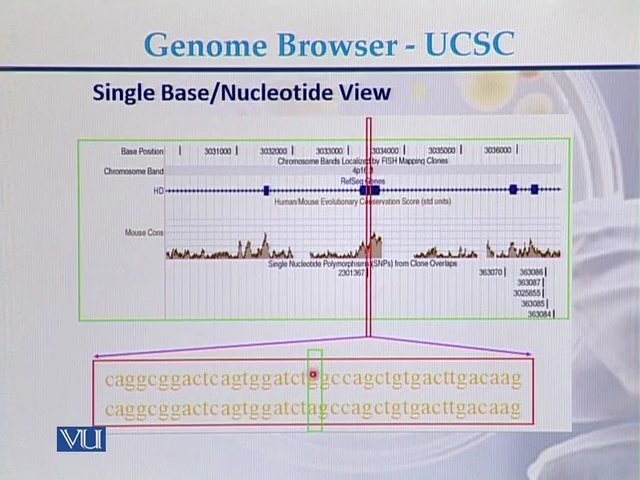 Genome Browser - UCSC
Single Base/Nucleotide View
Base Position 3031000 3032000 3033000 3034000 3035000 3036000
Chromosome Bands Localized by FISH Mapping Clones
Chromosome Band 4p16.3
RefSeq Genes
HD
Human/Mouse Evolutionary Conservation Score (std units)
Mouse Cons
Single Nucleotide Polymorphisms (SNPs) from Clone Overlaps
2301367 363070 363086
363087
3025855
363085
363084
caggcggactcagtggatctggccagctgtgacttgacaag
caggcggactcagtggatctagccagctgtgacttgacaag
VU